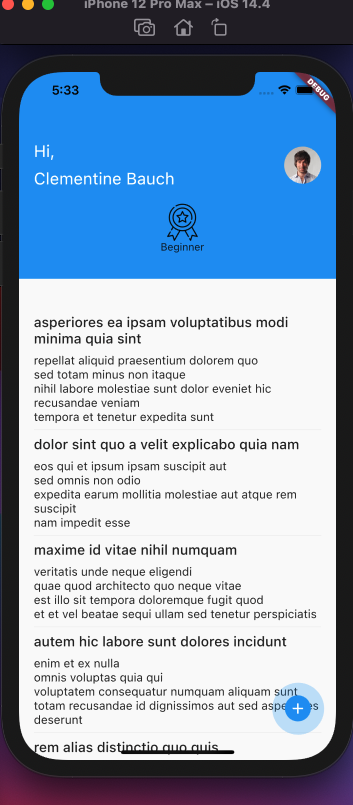 iPhone 12 Pro Max – iOS 14.4
5:33
DEBUG
Hi,
Clementine Bauch
Beginner
asperiores ea ipsam voluptatibus modi
minima quia sint
repellat aliquid praesentium dolorem quo
sed totam minus non itaque
nihil labore molestiae sunt dolor eveniet hic
recusandae veniam
tempora et tenetur expedita sunt
dolor sint quo a velit explicabo quia nam
eos qui et ipsum ipsam suscipit aut
sed omnis non odio
expedita earum mollitia molestiae aut atque rem
suscipit
nam impedit esse
maxime id vitae nihil numquam
veritatis unde neque eligendi
quae quod architecto quo neque vitae
est illo sit tempora doloremque fugit quod
et et vel beatae sequi ullam sed tenetur perspiciatis
autem hic labore sunt dolores incidunt
enim et ex nulla
omnis voluptas quia qui
voluptatem consequatur numquam aliquam sunt
totam recusandae id dignissimos aut sed asperiores
deserunt
rem alias distinctio quo quis